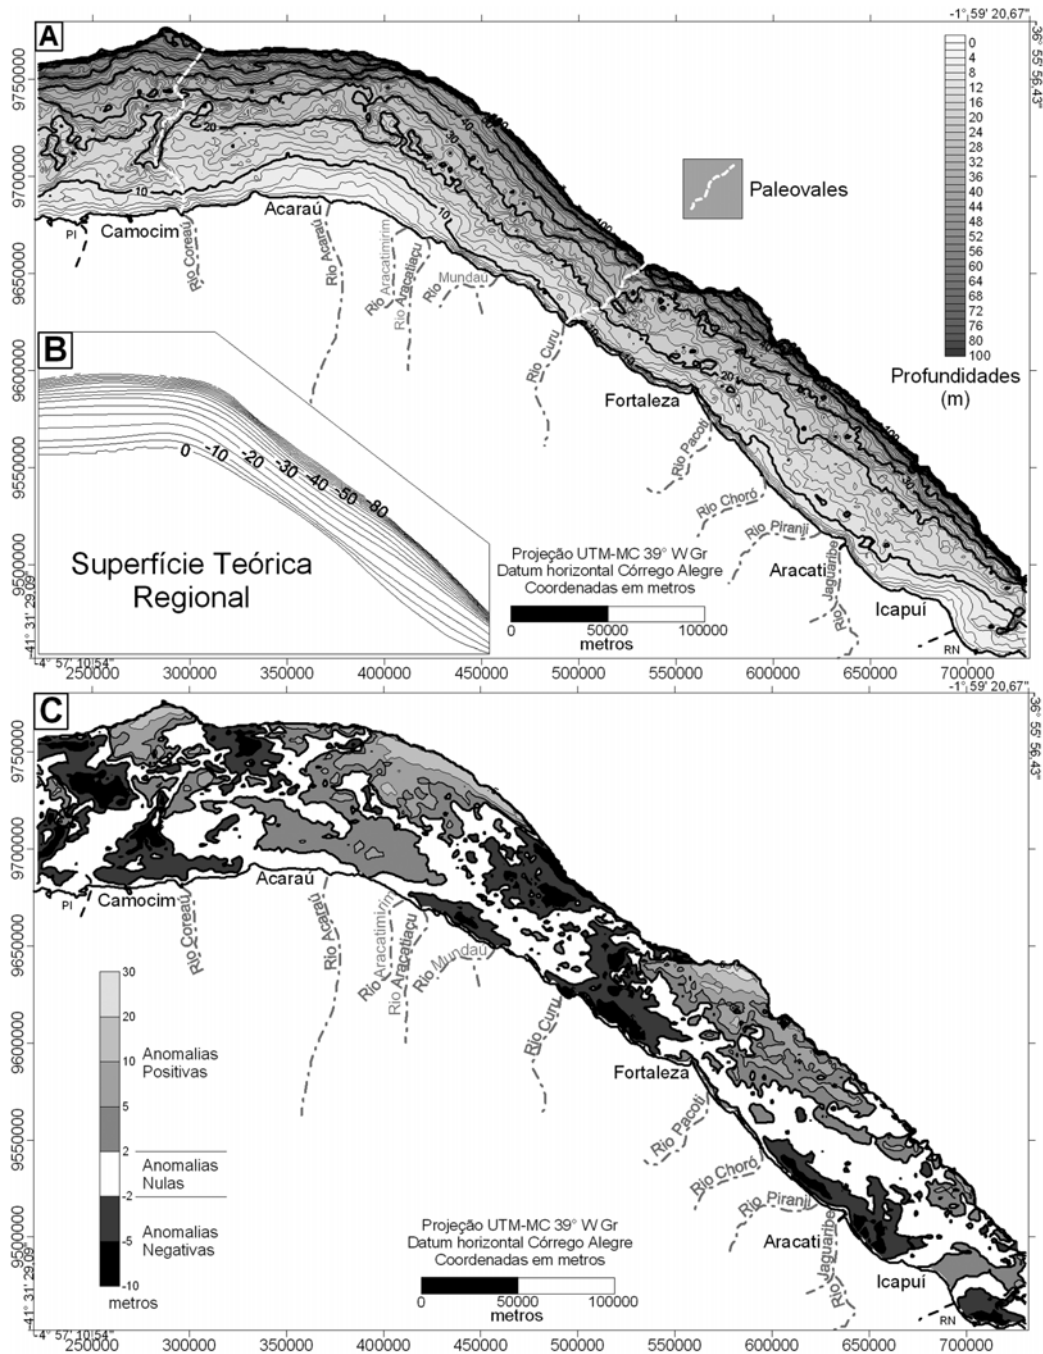 A
-1° 59' 20,67"
-36° 55' 56,43"
0
4
8
12
16
20
24
28
32
36
40
44
48
52
56
60
64
68
72
76
80
100
Profundidades
(m)
Paleovales
9750000
9700000
9650000
9600000
9550000
9500000
-41° 31' 29,09"
-4° 57' 10,54"
20
10
10
30
40
100
100
20
10
100
30
PI
Camocim
Acaraú
Rio Coreaú
Rio Acaraú
Rio Aracatimirim
Rio Aracatiaçu
Rio Mundau
Rio Curu
Fortaleza
Rio Pacoti
Rio Choró
Rio Piranji
Aracati
Rio Jaguaribe
Icapuí
RN
B
0
-10
-20
-30
-40
-50
-80
Superfície Teórica
Regional
Projeção UTM-MC 39° W Gr
Datum horizontal Córrego Alegre
Coordenadas em metros
0
50000
100000
metros
250000
300000
350000
400000
450000
500000
550000
600000
650000
700000
C
-1° 59' 20,67"
-36° 55' 56,43"
9750000
9700000
9650000
9600000
9550000
9500000
-41° 31' 29,09"
-4° 57' 10,54"
PI
Camocim
Acaraú
Rio Coreaú
Rio Acaraú
Rio Aracatimirin
Rio Aracatiaçu
Rio Mundaú
Rio Curu
Fortaleza
Rio Pacoti
Rio Choró
Rio Piranji
Aracati
Rio Jaguaribe
Icapuí
RN
30
20
10
5
2
-2
-5
-10
metros
Anomalias
Positivas
Anomalias
Nulas
Anomalias
Negativas
Projeção UTM-MC 39° W Gr
Datum horizontal Córrego Alegre
Coordenadas em metros
0
50000
100000
metros
250000
300000
350000
400000
450000
500000
550000
600000
650000
700000